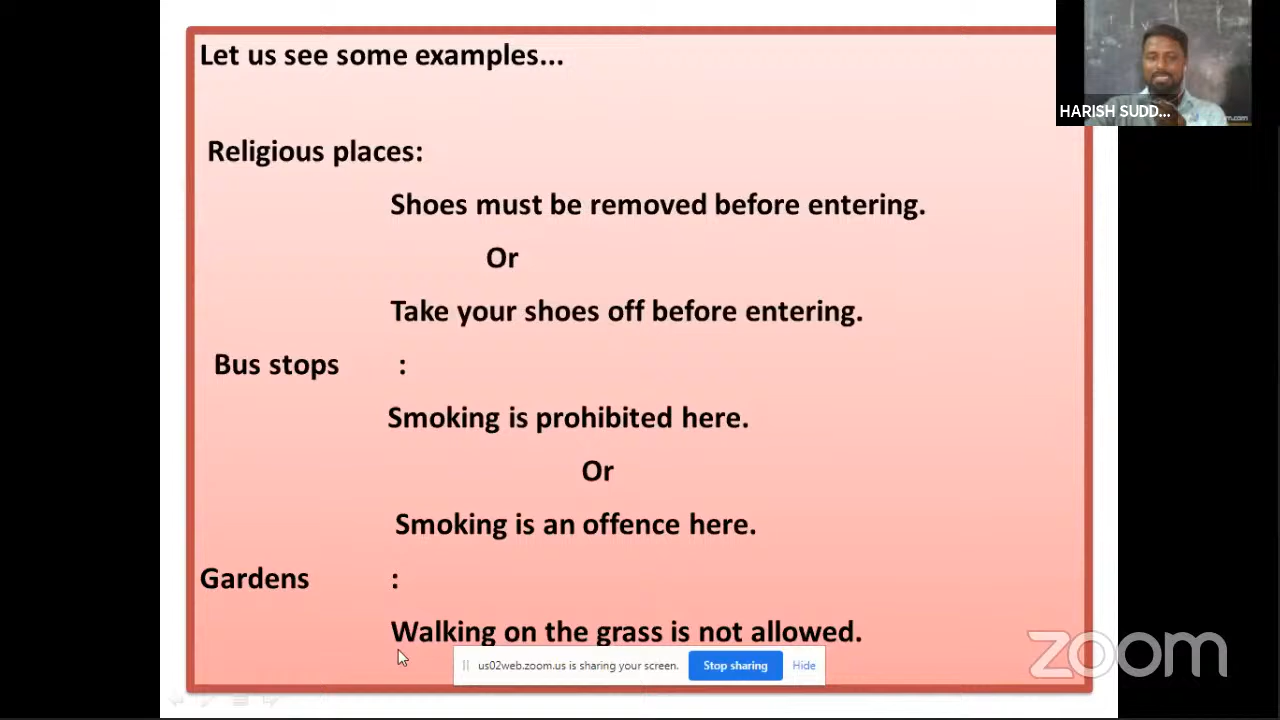 Let us see some examples...
HARISH SUDD...
Religious places:
Shoes must be removed before entering.
Or
Take your shoes off before entering.
Bus stops :
Smoking is prohibited here.
Or
Smoking is an offence here.
Gardens :
Walking on the grass is not allowed.
us02web.zoom.us is sharing your screen. Stop sharing Hide
zoom